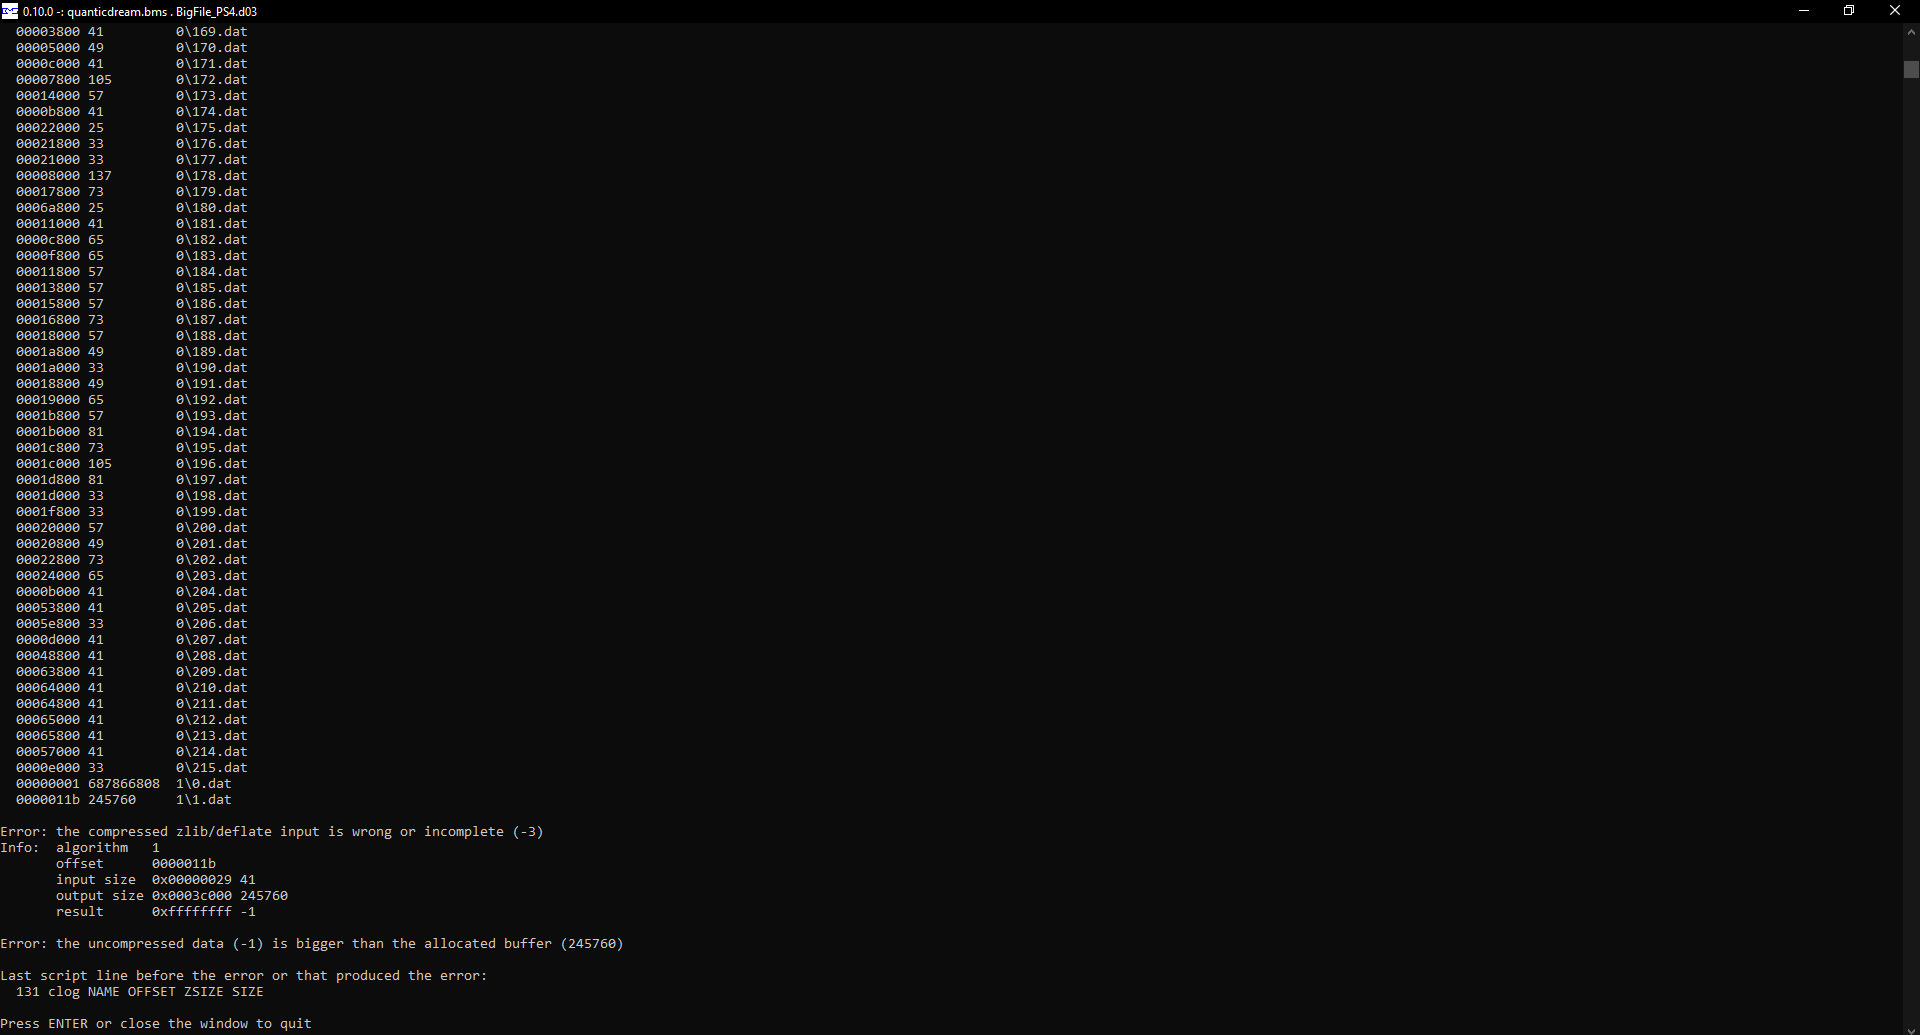 0.10.0 -: quanticdream.bms . BigFile_PS4.d03
00003800 41 0\169.dat
00005000 49 0\170.dat
0000c000 41 0\171.dat
00007800 105 0\172.dat
00014000 57 0\173.dat
0000b800 41 0\174.dat
00022000 25 0\175.dat
00021800 33 0\176.dat
00021000 33 0\177.dat
00008000 137 0\178.dat
00017800 73 0\179.dat
0006a800 25 0\180.dat
00011000 41 0\181.dat
0000c800 65 0\182.dat
0000f800 65 0\183.dat
00011800 57 0\184.dat
00013800 57 0\185.dat
00015800 57 0\186.dat
00016800 73 0\187.dat
00018000 57 0\188.dat
0001a800 49 0\189.dat
0001a000 33 0\190.dat
00018800 49 0\191.dat
00019000 65 0\192.dat
0001b800 57 0\193.dat
0001b000 81 0\194.dat
0001c800 73 0\195.dat
0001c000 105 0\196.dat
0001d800 81 0\197.dat
0001d000 33 0\198.dat
0001f800 33 0\199.dat
00020000 57 0\200.dat
00020800 49 0\201.dat
00022800 73 0\202.dat
00024000 65 0\203.dat
0000b000 41 0\204.dat
00053800 41 0\205.dat
0005e800 33 0\206.dat
0000d000 41 0\207.dat
00048800 41 0\208.dat
00063800 41 0\209.dat
00064000 41 0\210.dat
00064800 41 0\211.dat
00065000 41 0\212.dat
00065800 41 0\213.dat
00057000 41 0\214.dat
0000e000 33 0\215.dat
00000001 687866808 1\0.dat
0000011b 245760 1\1.dat
Error: the compressed zlib/deflate input is wrong or incomplete (-3)
Info: algorithm 1
offset 0000011b
input size 0x00000029 41
output size 0x0003c000 245760
result 0xffffffff -1
Error: the uncompressed data (-1) is bigger than the allocated buffer (245760)
Last script line before the error or that produced the error:
131 clog NAME OFFSET ZSIZE SIZE
Press ENTER or close the window to quit